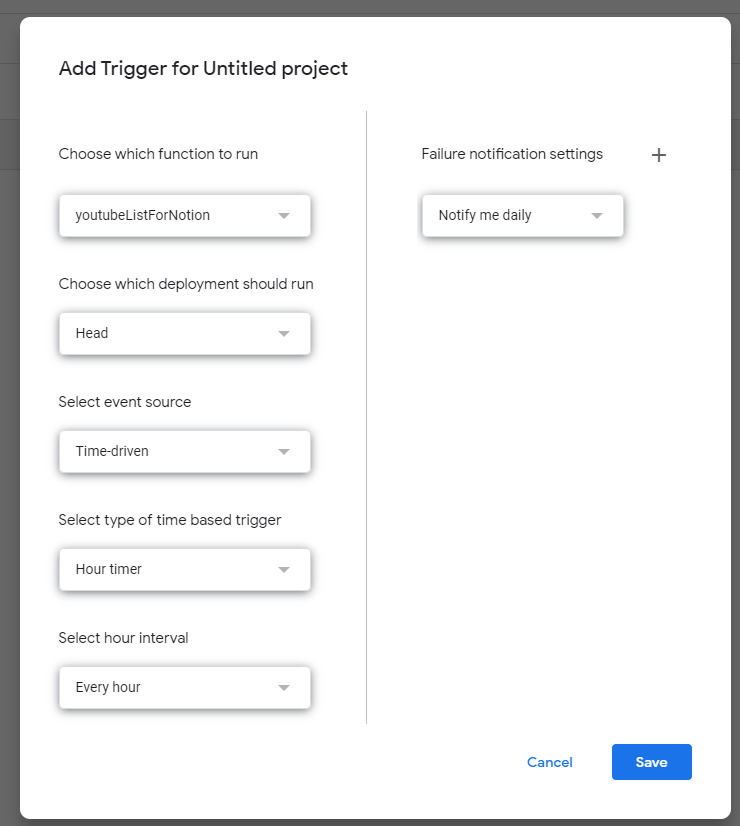 Add Trigger for Untitled project
Choose which function to run
youtubeListForNotion
Choose which deployment should run
Head
Select event source
Time-driven
Select type of time based trigger
Hour timer
Select hour interval
Every hour
Failure notification settings
Notify me daily
Cancel
Save